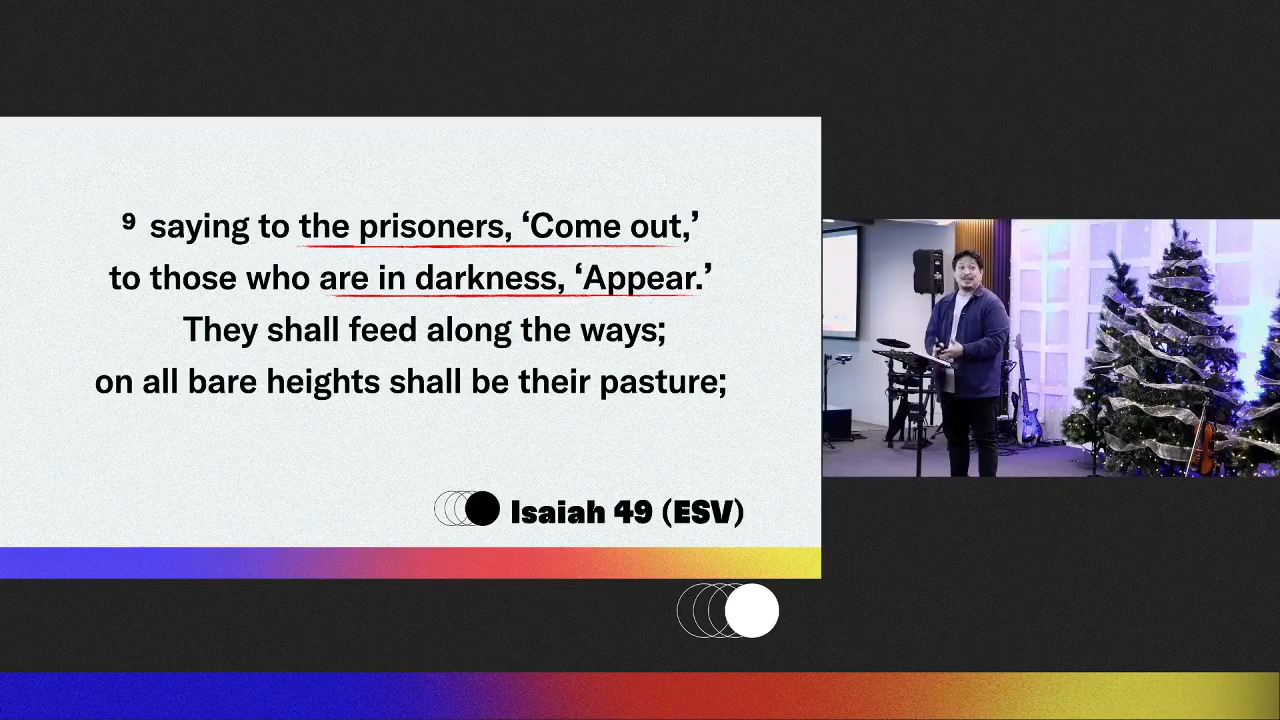 ⁹ saying to the prisoners, ‘Come out,’
to those who are in darkness, ‘Appear.’
They shall feed along the ways;
on all bare heights shall be their pasture;
Isaiah 49 (ESV)